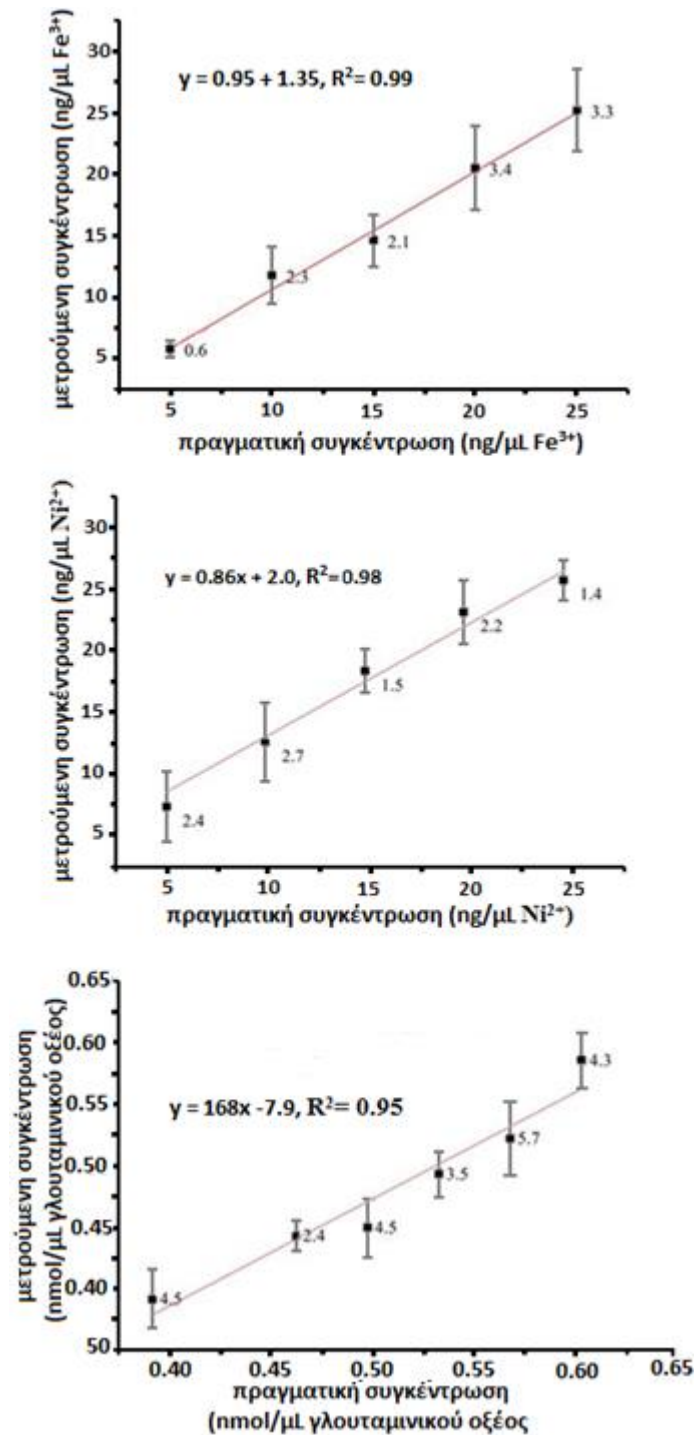 μετρούμενη συγκέντρωση (ng/μL Fe³⁺)
30
25
20
15
10
5
y = 0.95 + 1.35, R²= 0.99
0.6
2.3
2.1
3.4
3.3
5 10 15 20 25
πραγματική συγκέντρωση (ng/μL Fe³⁺)
μετρούμενη συγκέντρωση (ng/μL Ni²⁺)
30
25
20
15
10
5
y = 0.86x + 2.0, R²=0.98
2.4
2.7
1.5
2.2
1.4
5 10 15 20 25
πραγματική συγκέντρωση (ng/μL Ni²⁺)
μετρούμενη συγκέντρωση
(nmol/μL γλουταμινικού οξέος)
0.65
0.60
0.55
0.50
0.45
0.40
50
y = 168x -7.9, R²= 0.95
4.5
2.4
4.5
3.5
5.7
4.3
0.40 0.45 0.50 0.55 0.60 0.65
πραγματική συγκέντρωση
(nmol/μL γλουταμινικού οξέος